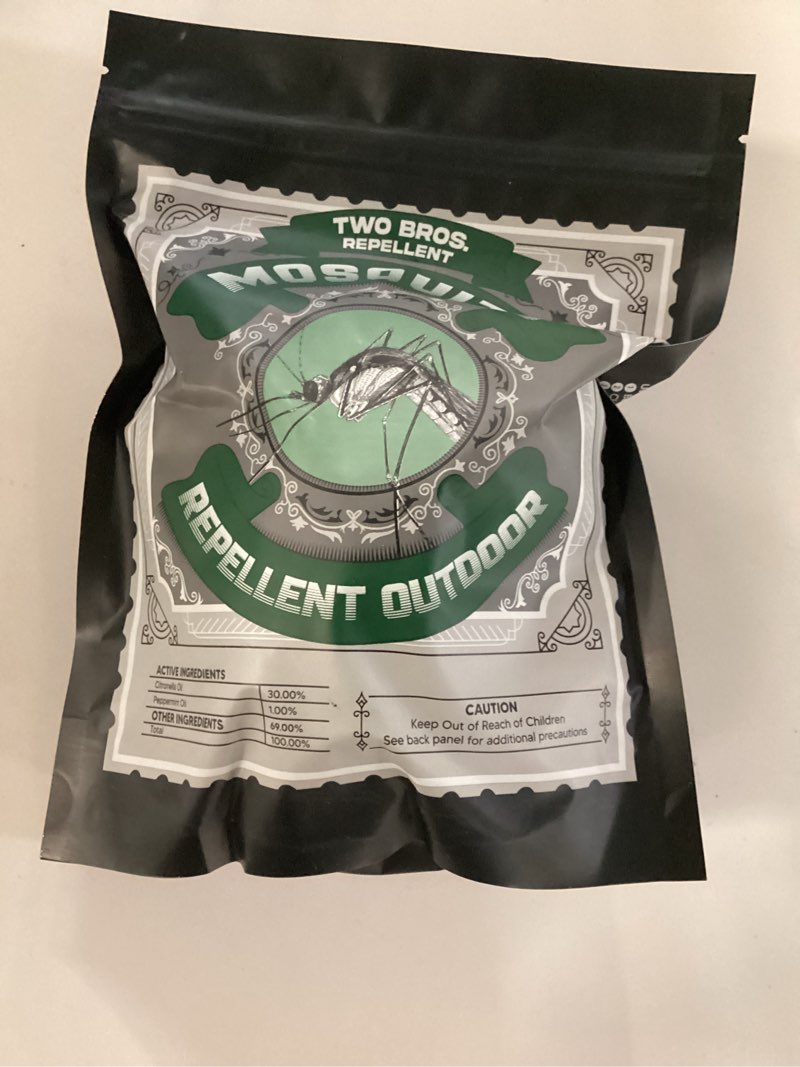 TWO BROS.
REPELLENT
REPELLENT OUTDOOR
ACTIVE INGREDIENTS
Citronella Oil 30.00%
Peppermint Oil 1.00%
OTHER INGREDIENTS 69.00%
Total 100.00%
CAUTION
Keep Out of Reach of Children
See back panel for additional precautions